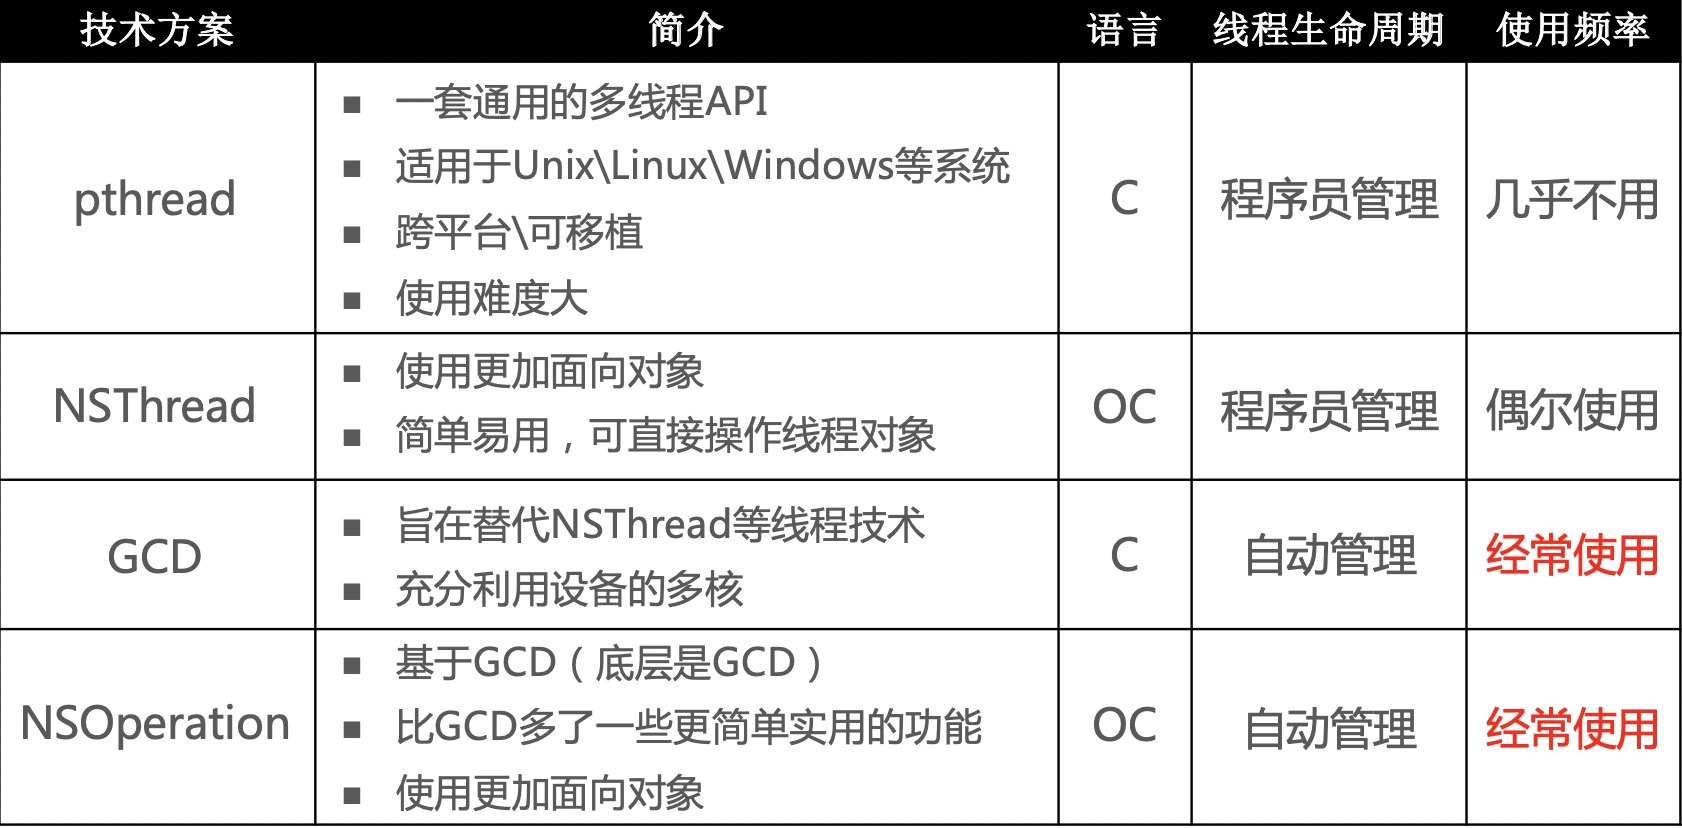 技术方案 简介 语言 线程生命周期 使用频率
pthread
■ 一套通用的多线程API
■ 适用于Unix\Linux\Windows等系统
■ 跨平台\可移植
■ 使用难度大
C
程序员管理
几乎不用
NSThread
■ 使用更加面向对象
■ 简单易用，可直接操作线程对象
OC
程序员管理
偶尔使用
GCD
■ 旨在替代NSThread等线程技术
■ 充分利用设备的多核
C
自动管理
经常使用
NSOperation
■ 基于GCD（底层是GCD）
■ 比GCD多了一些更简单实用的功能
■ 使用更加面向对象
OC
自动管理
经常使用